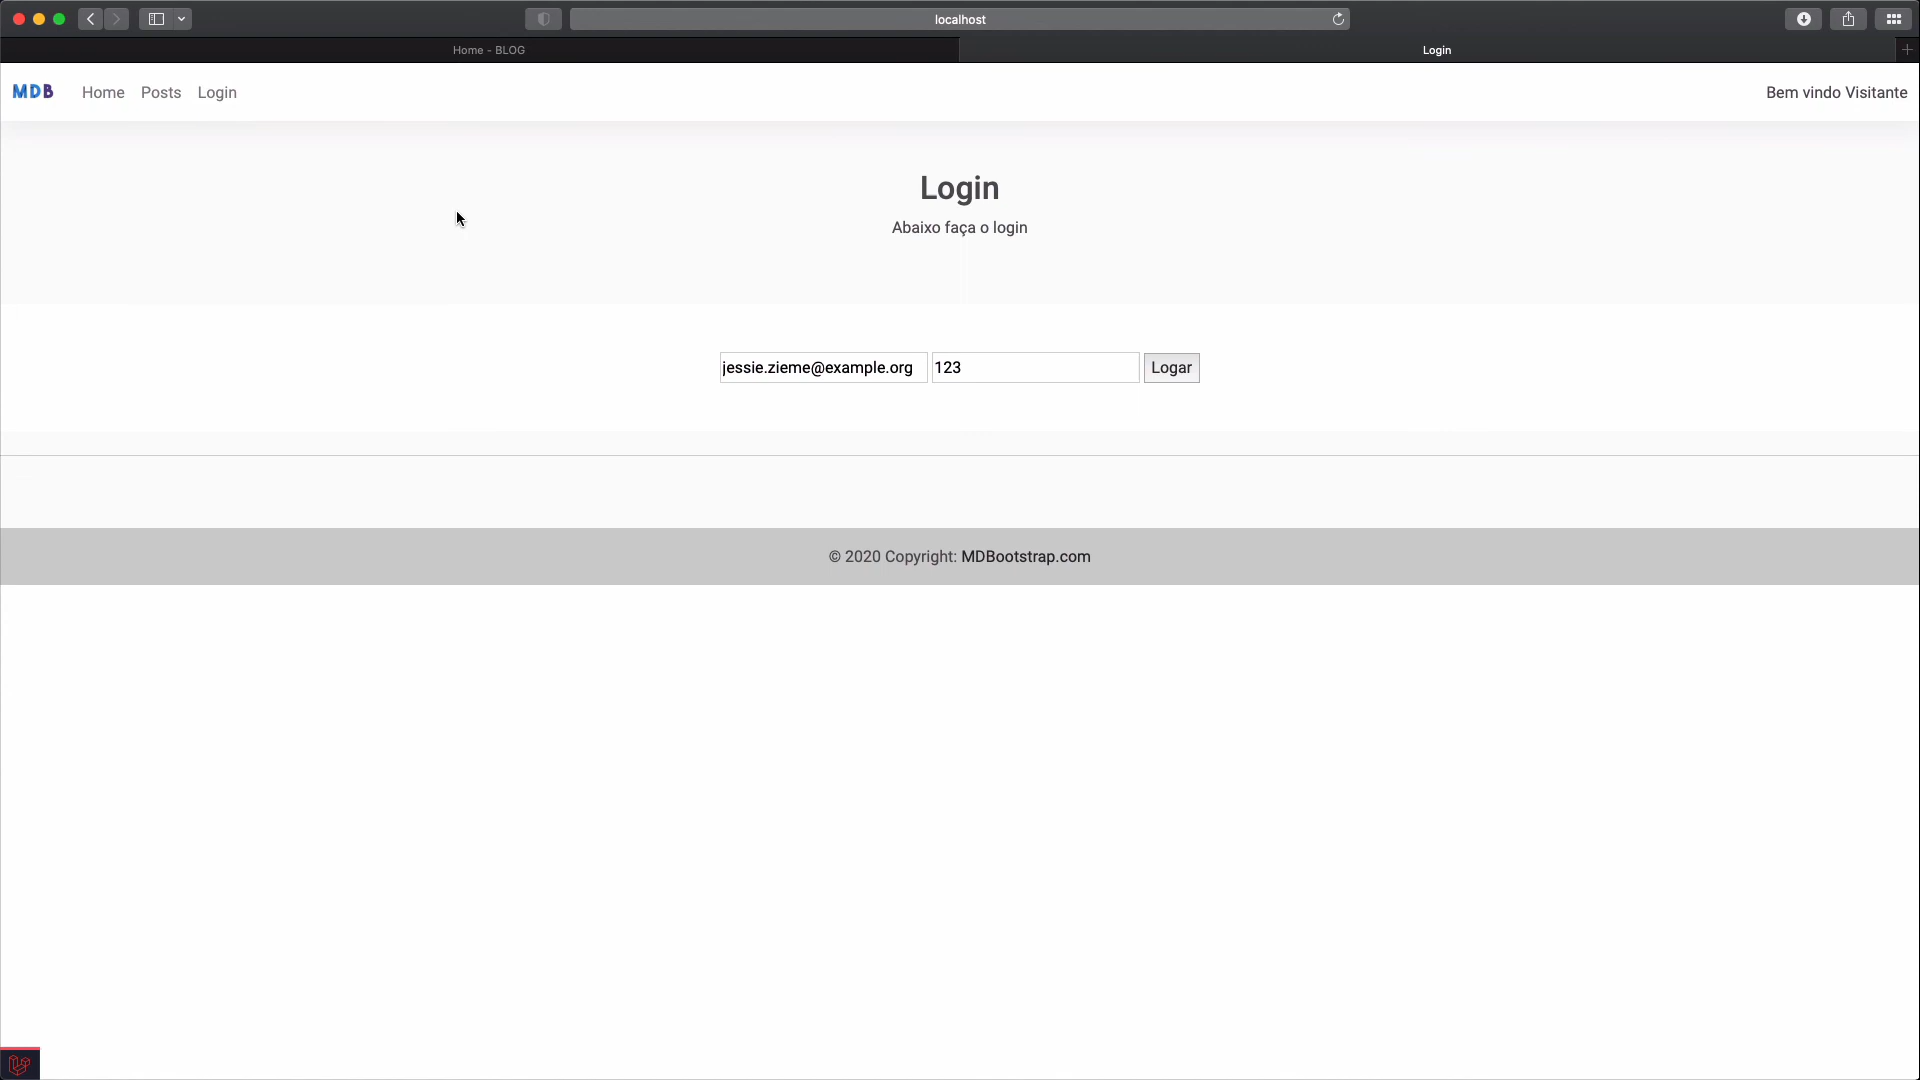 localhost
Home - BLOG
Login
MDB
Home
Posts
Login
Bem vindo Visitante
Login
Abaixo faça o login
jessie.zieme@example.org
123
Logar
© 2020 Copyright: MDBootstrap.com